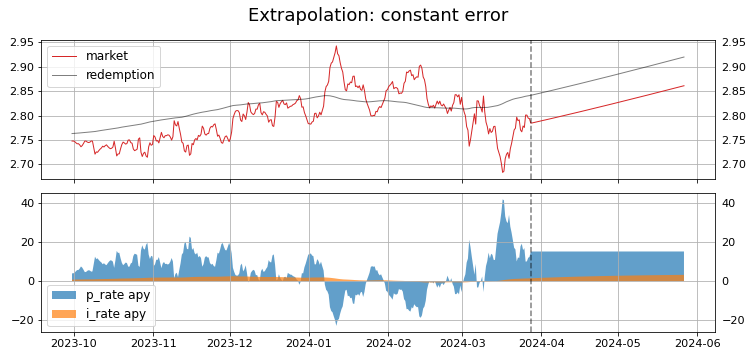 Extrapolation: constant error
2.95 2.95
market
redemption
2.90 2.90
2.85 2.85
2.80 2.80
2.75 2.75
2.70 2.70
40 40
20 20
0 0
p_rate apy
i_rate apy
−20 −20
2023-10 2023-11 2023-12 2024-01 2024-02 2024-03 2024-04 2024-05 2024-06